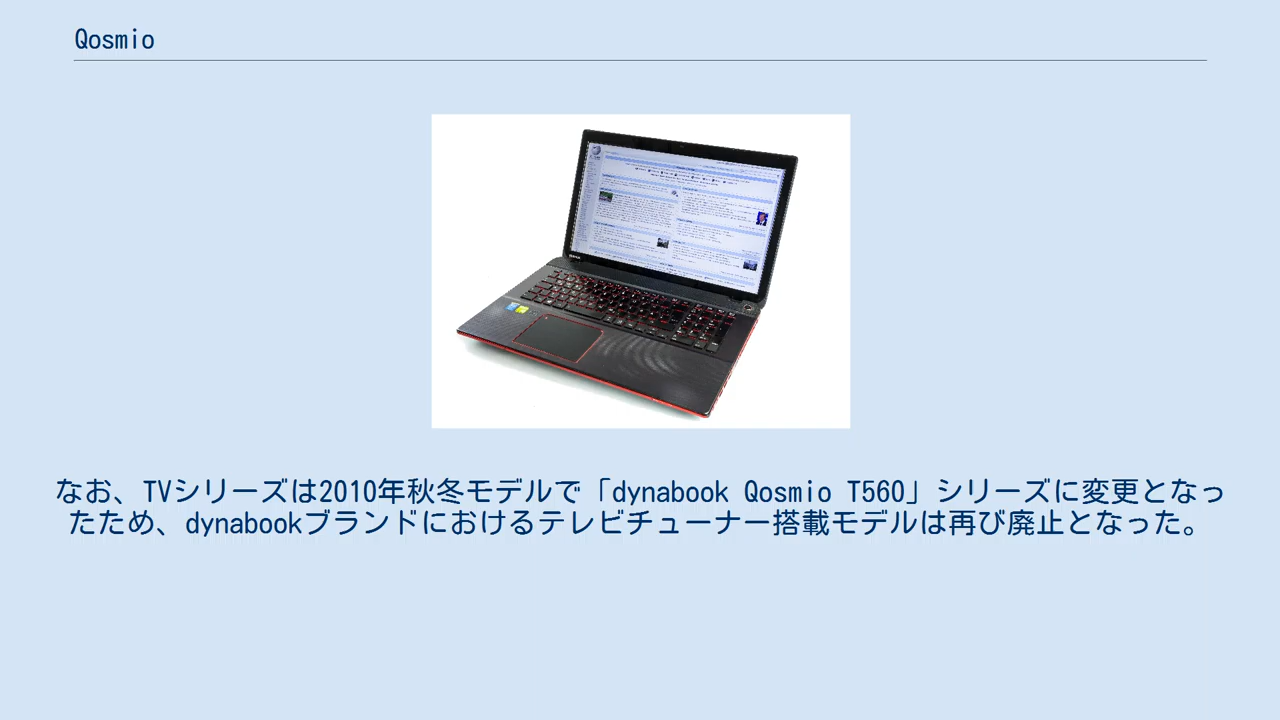 Qosmio
なお、TVシリーズは2010年秋冬モデルで「dynabook Qosmio T560」シリーズに変更となっ
たため、dynabookブランドにおけるテレビチューナー搭載モデルは再び廃止となった。